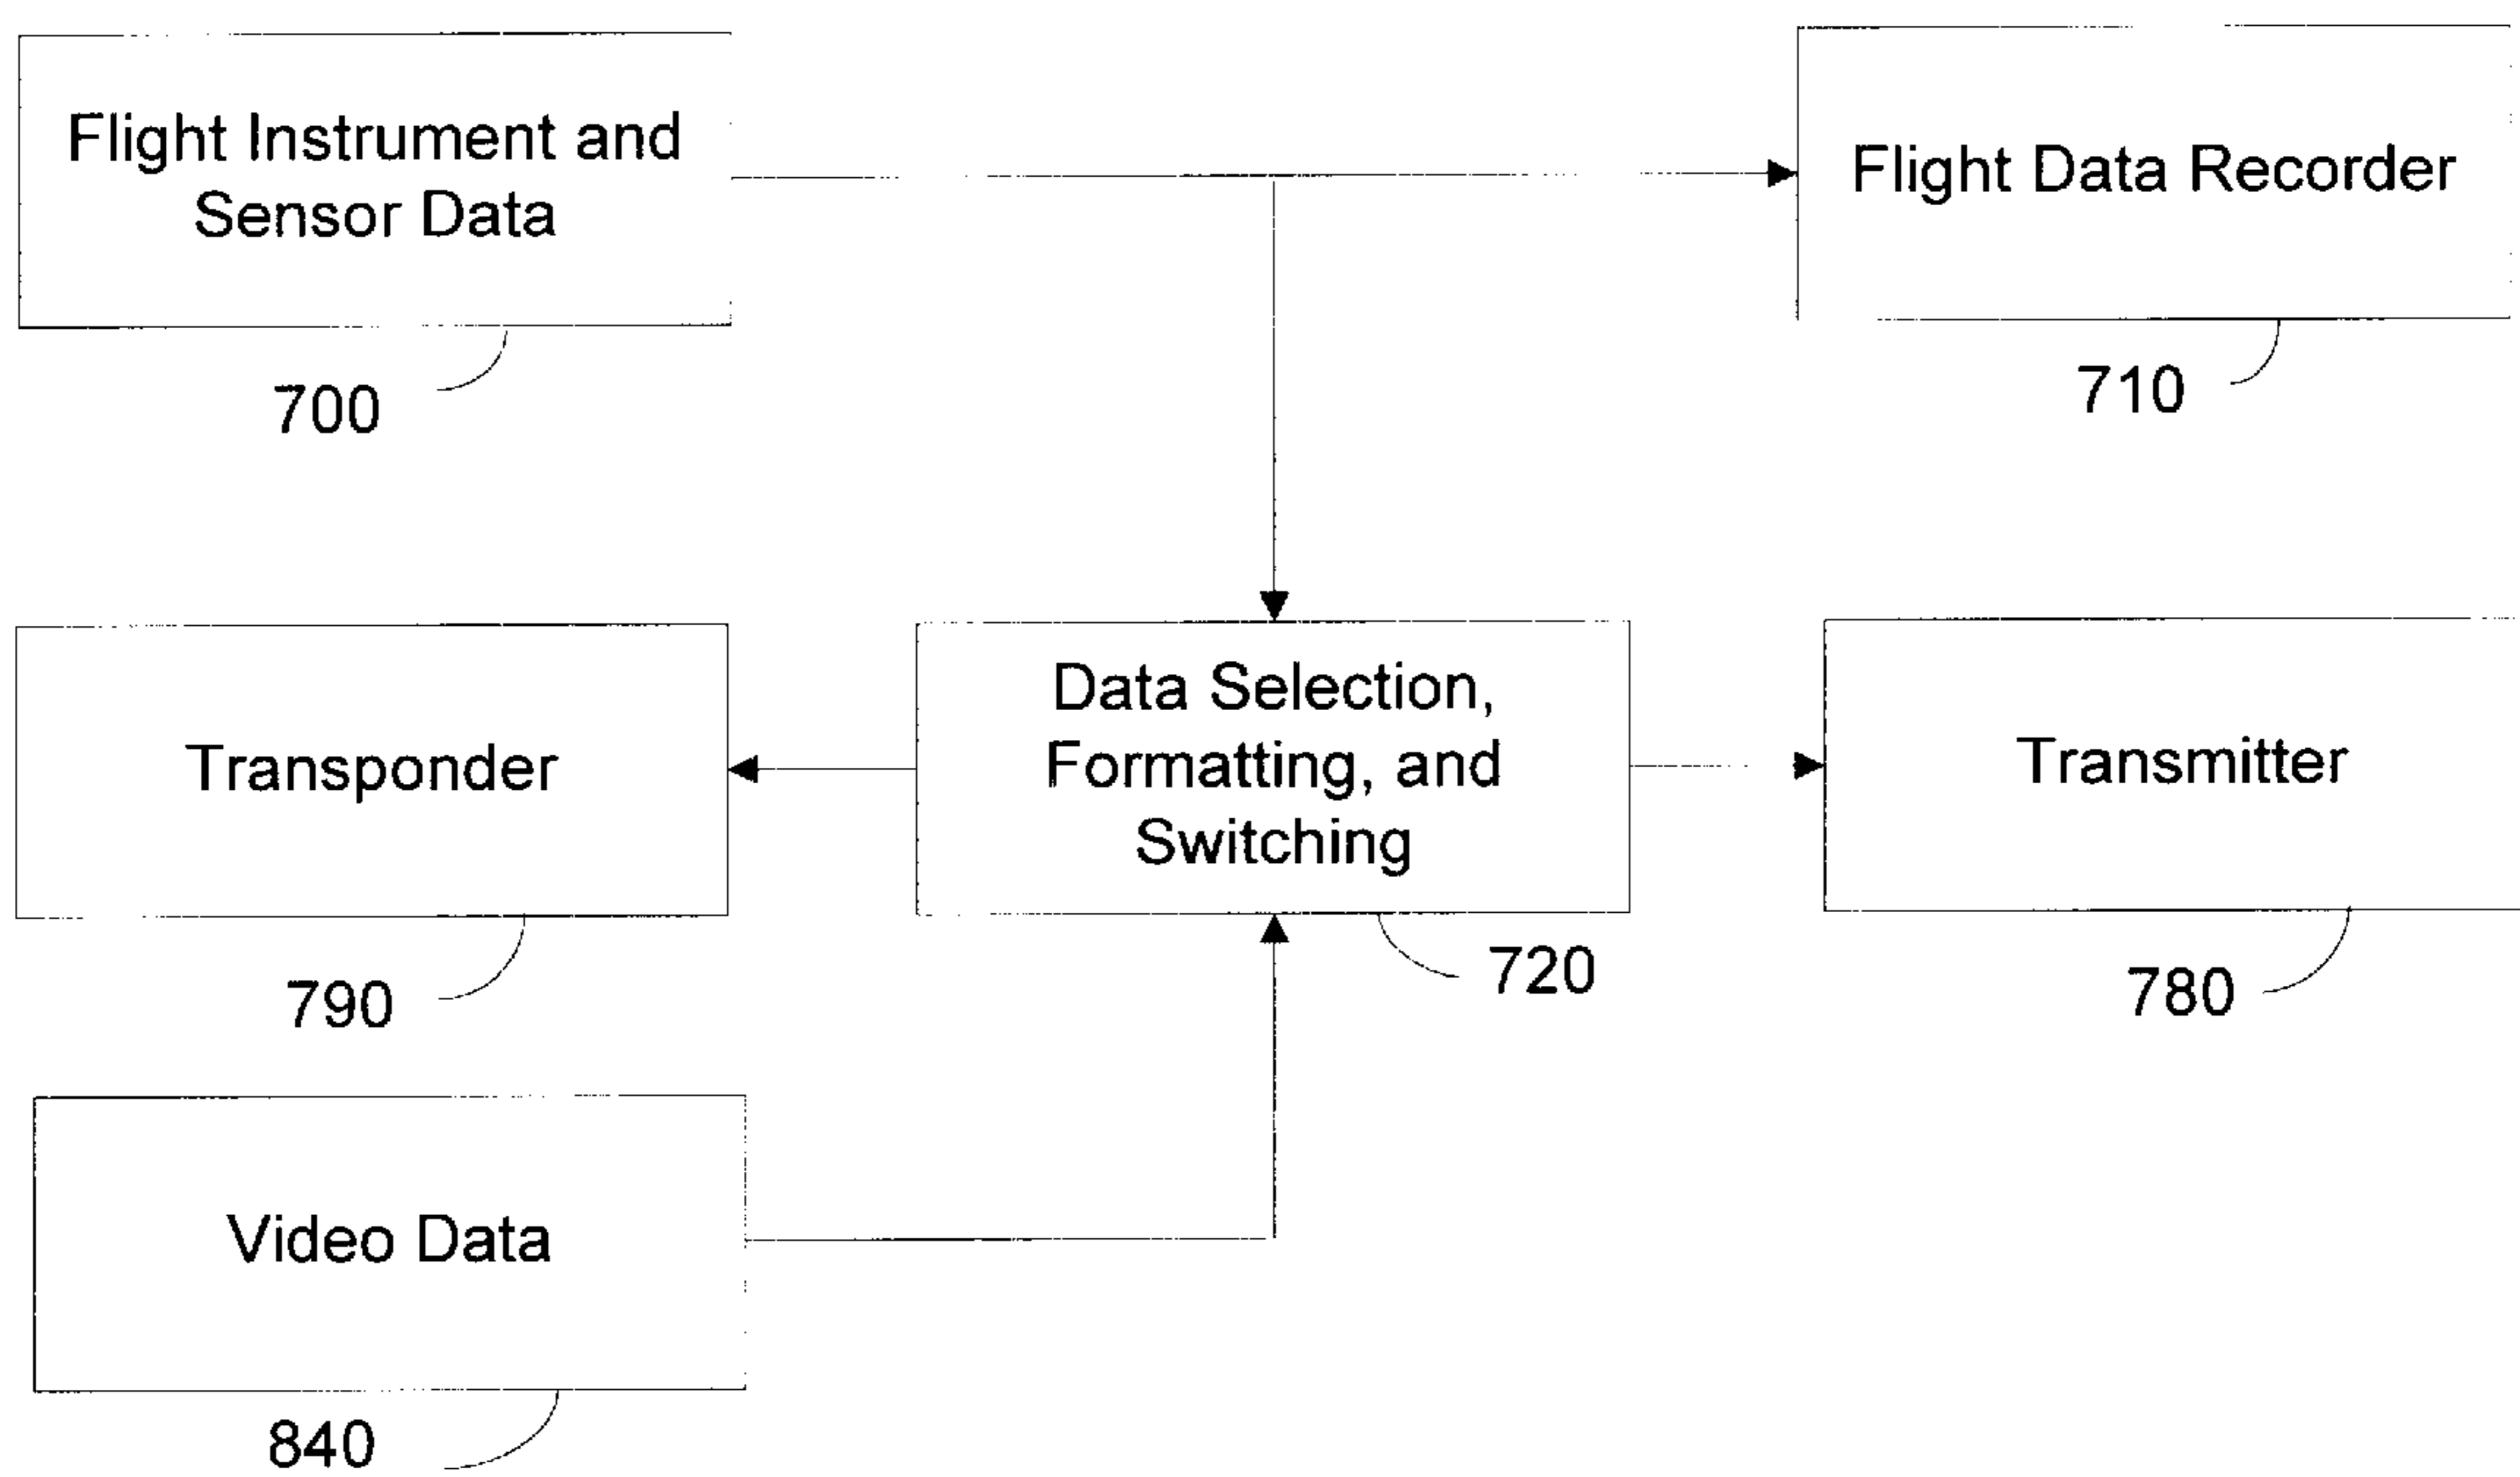 Flight Instrument and
Sensor Data
700
Flight Data Recorder
710
Transponder
790
Data Selection,
Formatting, and
Switching
720
Transmitter
780
Video Data
840